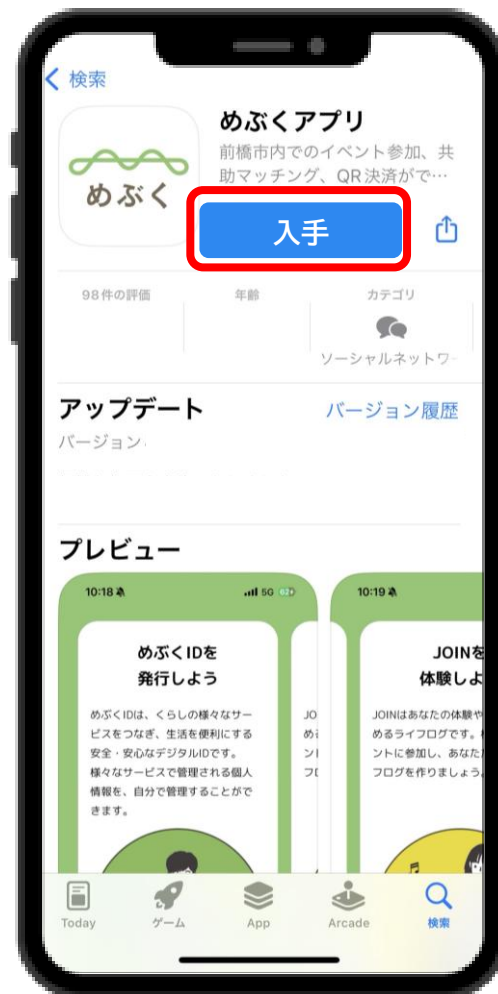 検索
めぶくアプリ
前橋市内でのイベント参加、共
助マッチング、QR決済がで…
めぶく
入手
98件の評価
年齢
カテゴリ
ソーシャルネットワー
アップデート
バージョン履歴
バージョン
プレビュー
10:18
5G
めぶくIDを
発行しよう
めぶくIDは、くらしの様々なサー
ビスをつなぎ、生活を便利にする
安全・安心なデジタルIDです。
様々なサービスで管理される個人
情報を、自分で管理することがで
きます。
10:19
JOINを
体験しよ
JOINはあなたの体験や
めるライフログです。
ントに参加し、あなた
フログを作りましょう。
Today
ゲーム
App
Arcade
検索